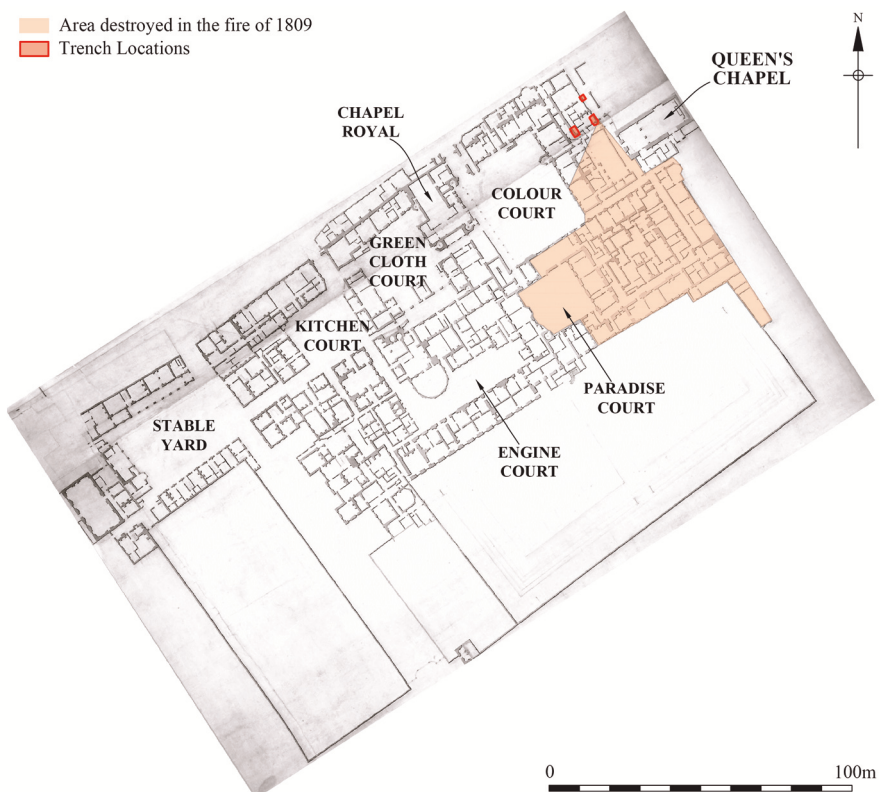 Area destroyed in the fire of 1809
Trench Locations
N
QUEEN'S
CHAPEL
CHAPEL
ROYAL
COLOUR
COURT
GREEN
CLOTH
COURT
KITCHEN
COURT
PARADISE
COURT
STABLE
YARD
ENGINE
COURT
0
100m